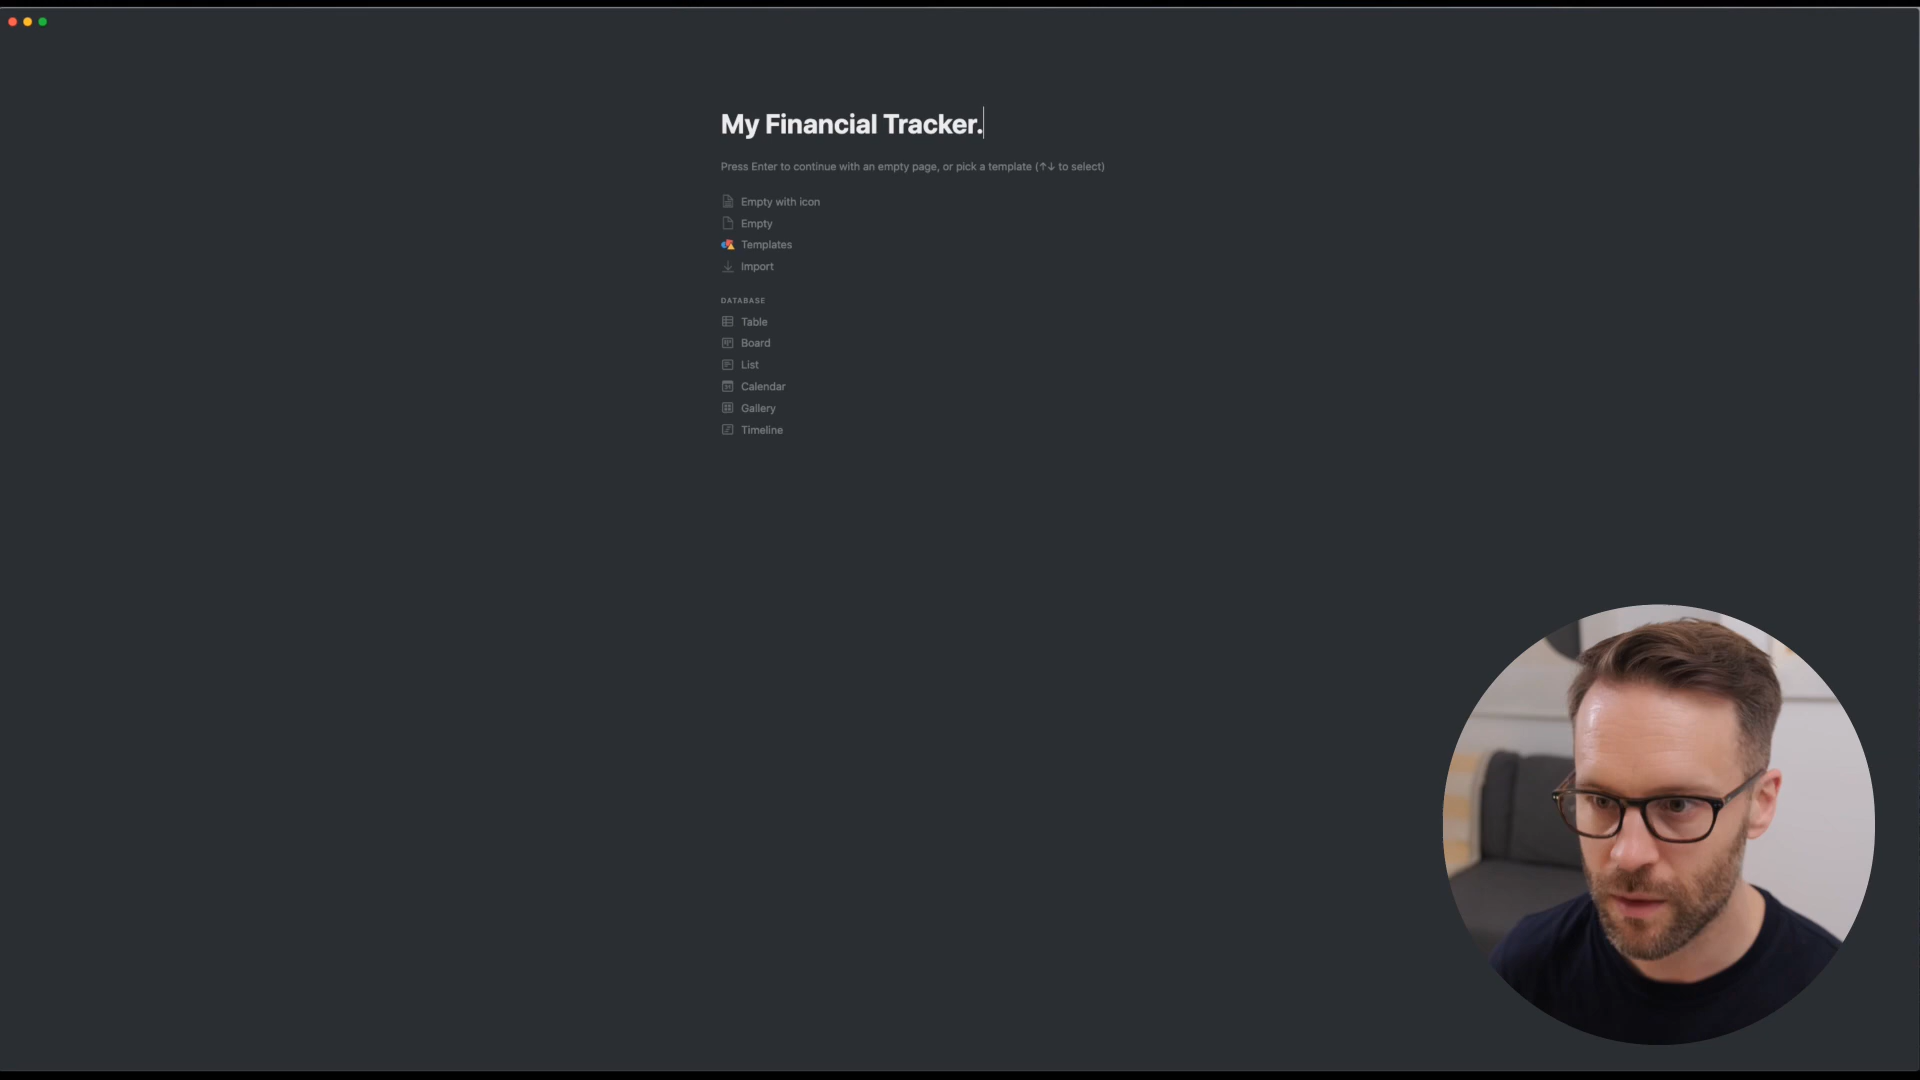 My Financial Tracker.
Press Enter to continue with an empty page, or pick a template (↑↓ to select)
Empty with icon
Empty
Templates
Import
DATABASE
Table
Board
List
Calendar
Gallery
Timeline